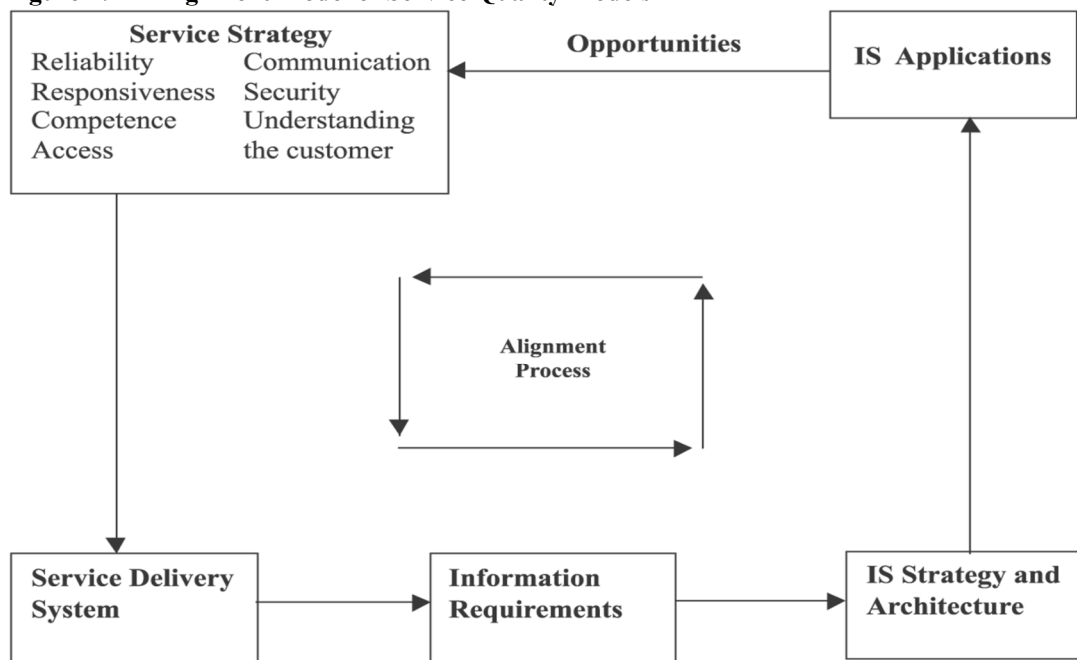 Service Strategy
Opportunities
IS Applications
Reliability Communication
Responsiveness Security
Competence Understanding
Access the customer
Alignment
Process
Service Delivery
System
Information
Requirements
IS Strategy and
Architecture